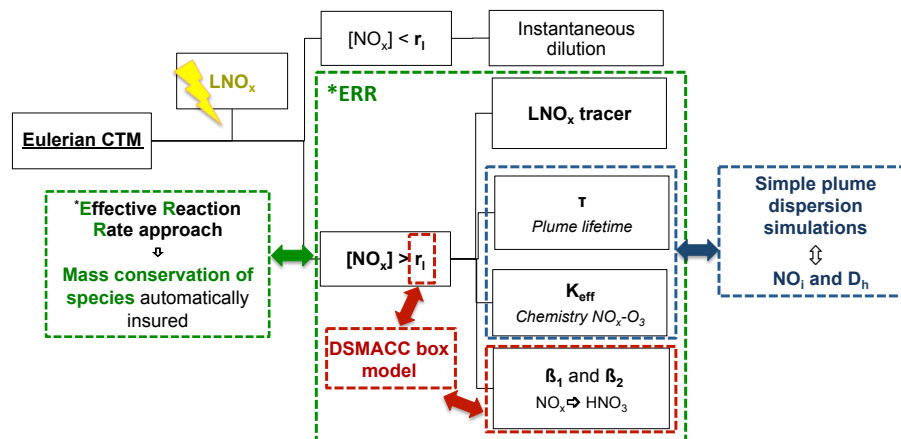 [NOₓ] < rₗ
Instantaneous
dilution
LNOₓ
*ERR
LNOₓ tracer
Eulerian CTM
*Effective Reaction
Rate approach
⇩
Mass conservation of
species automatically
insured
[NOₓ] > rₗ
τ
Plume lifetime
Keff
Chemistry NOₓ-O₃
Simple plume
dispersion
simulations
⇕
NOᵢ and Dₕ
DSMACC box
model
ß₁ and ß₂
NOₓ⇨ HNO₃